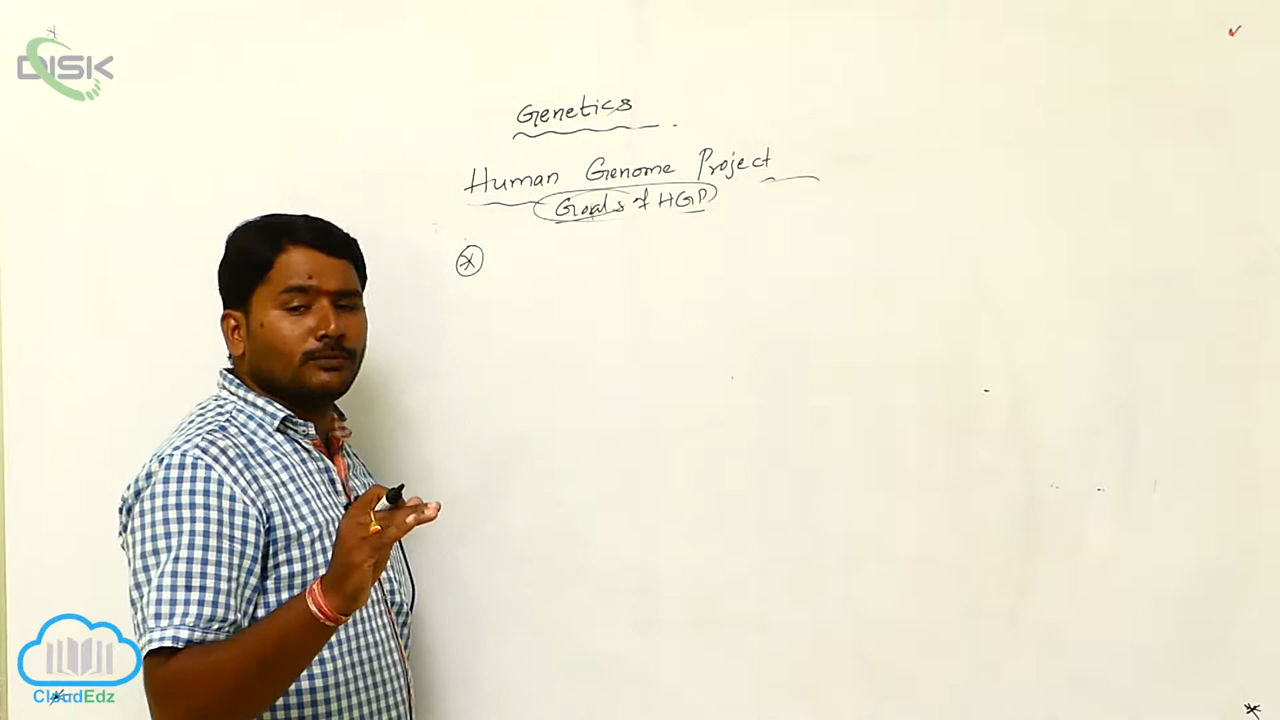 DISK
Genetics
Human Genome Project
Goals of HGP
CloudEdz